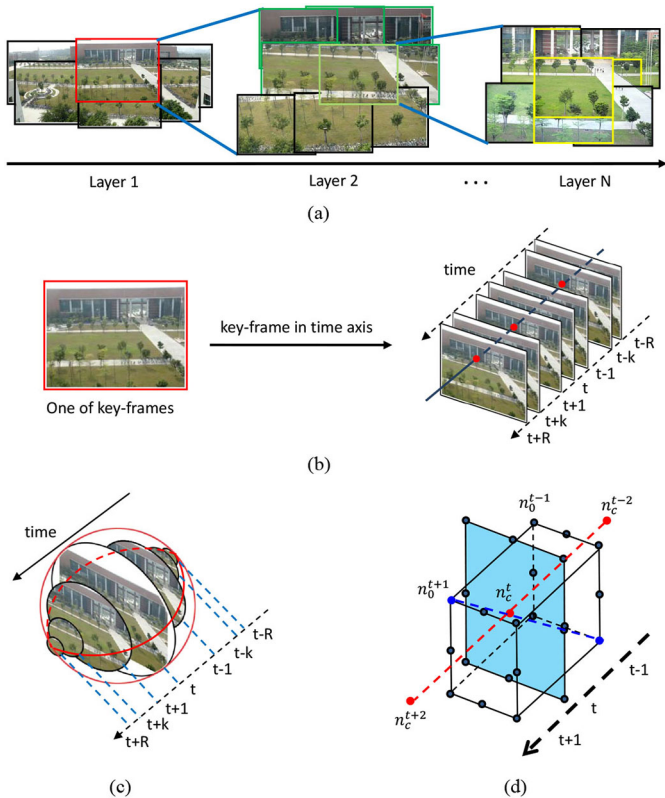 Layer 1
Layer 2
...
Layer N
(a)
time
key-frame in time axis
One of key-frames
t-R
t-k
t-1
t
t+1
t+k
t+R
(b)
time
t-R
t-k
t-1
t
t+1
t+k
t+R
(c)
n_0^{t-1}
n_c^{t-2}
n_0^{t+1}
n_c^t
n_c^{t+2}
t-1
t
t+1
(d)